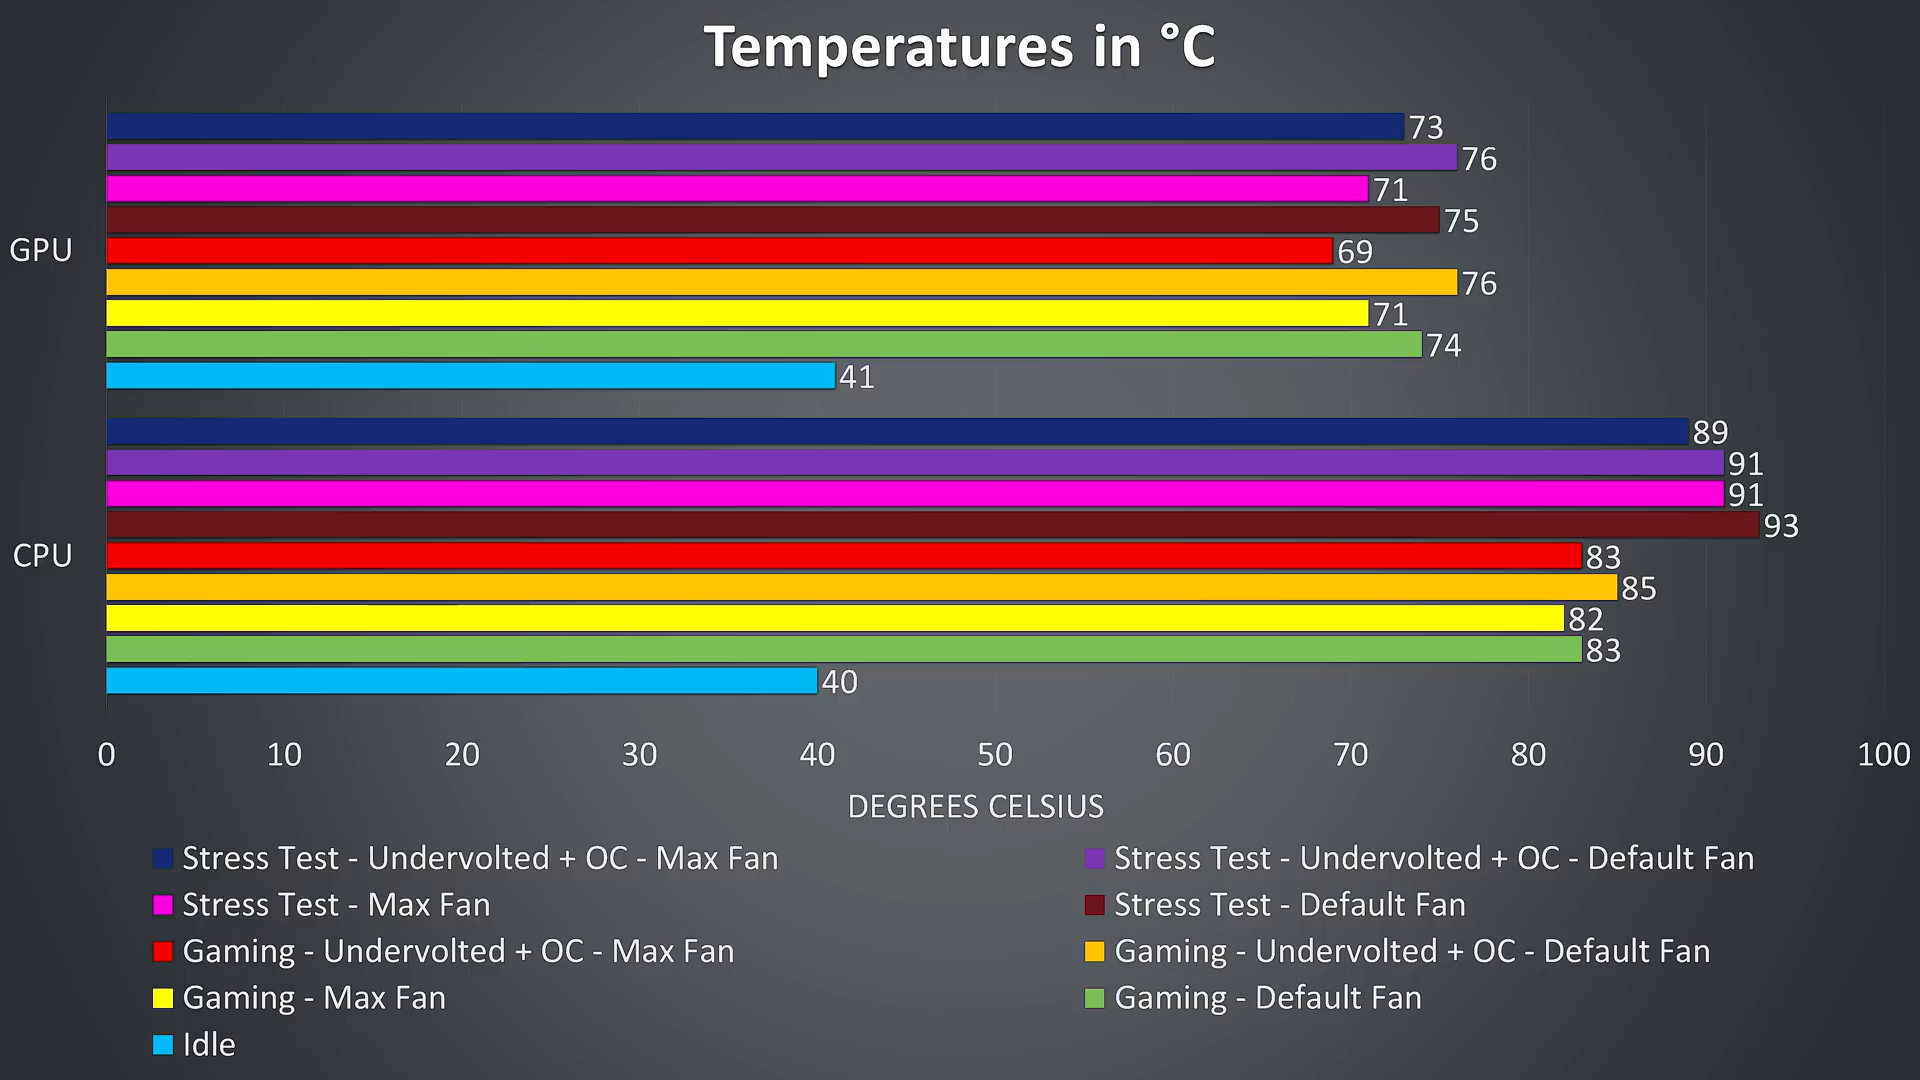 Temperatures in °C
73
76
71
75
GPU
69
76
71
74
41
89
91
91
93
CPU
83
85
82
83
40
0 10 20 30 40 50 60 70 80 90 100
DEGREES CELSIUS
Stress Test - Undervolted + OC - Max Fan
Stress Test - Undervolted + OC - Default Fan
Stress Test - Max Fan
Stress Test - Default Fan
Gaming - Undervolted + OC - Max Fan
Gaming - Undervolted + OC - Default Fan
Gaming - Max Fan
Gaming - Default Fan
Idle